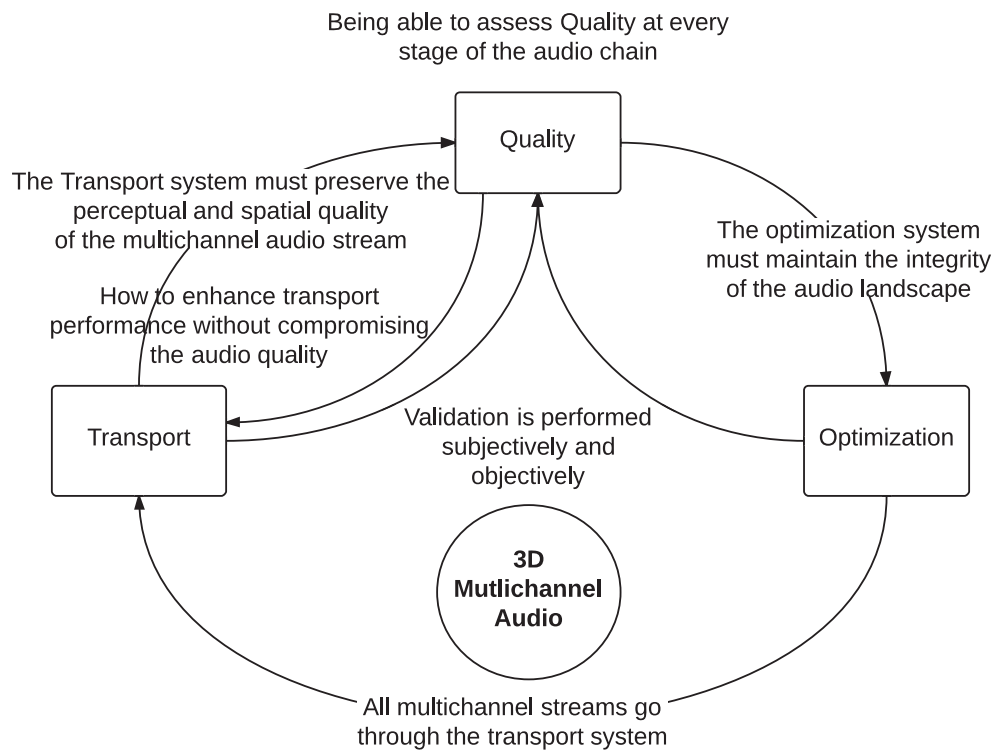 Being able to assess Quality at every
stage of the audio chain
Quality
The Transport system must preserve the
perceptual and spatial quality
of the multichannel audio stream
The optimization system
must maintain the integrity
of the audio landscape
How to enhance transport
performance without compromising
the audio quality
Transport
Validation is performed
subjectively and
objectively
Optimization
3D
Mutlichannel
Audio
All multichannel streams go
through the transport system